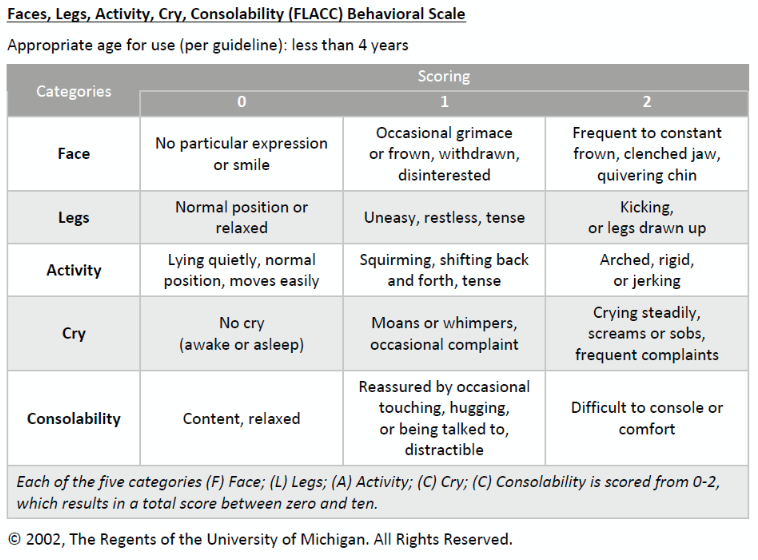 Faces, Legs, Activity, Cry, Consolability (FLACC) Behavioral Scale
Appropriate age for use (per guideline): less than 4 years
Categories
Scoring
0
1
2
Face
No particular expression
or smile
Occasional grimace
or frown, withdrawn,
disinterested
Frequent to constant
frown, clenched jaw,
quivering chin
Legs
Normal position or
relaxed
Uneasy, restless, tense
Kicking,
or legs drawn up
Activity
Lying quietly, normal
position, moves easily
Squirming, shifting back
and forth, tense
Arched, rigid,
or jerking
Cry
No cry
(awake or asleep)
Moans or whimpers,
occasional complaint
Crying steadily,
screams or sobs,
frequent complaints
Consolability
Content, relaxed
Reassured by occasional
touching, hugging,
or being talked to,
distractible
Difficult to console or
comfort
Each of the five categories (F) Face; (L) Legs; (A) Activity; (C) Cry; (C) Consolability is scored from 0-2,
which results in a total score between zero and ten.
© 2002, The Regents of the University of Michigan. All Rights Reserved.